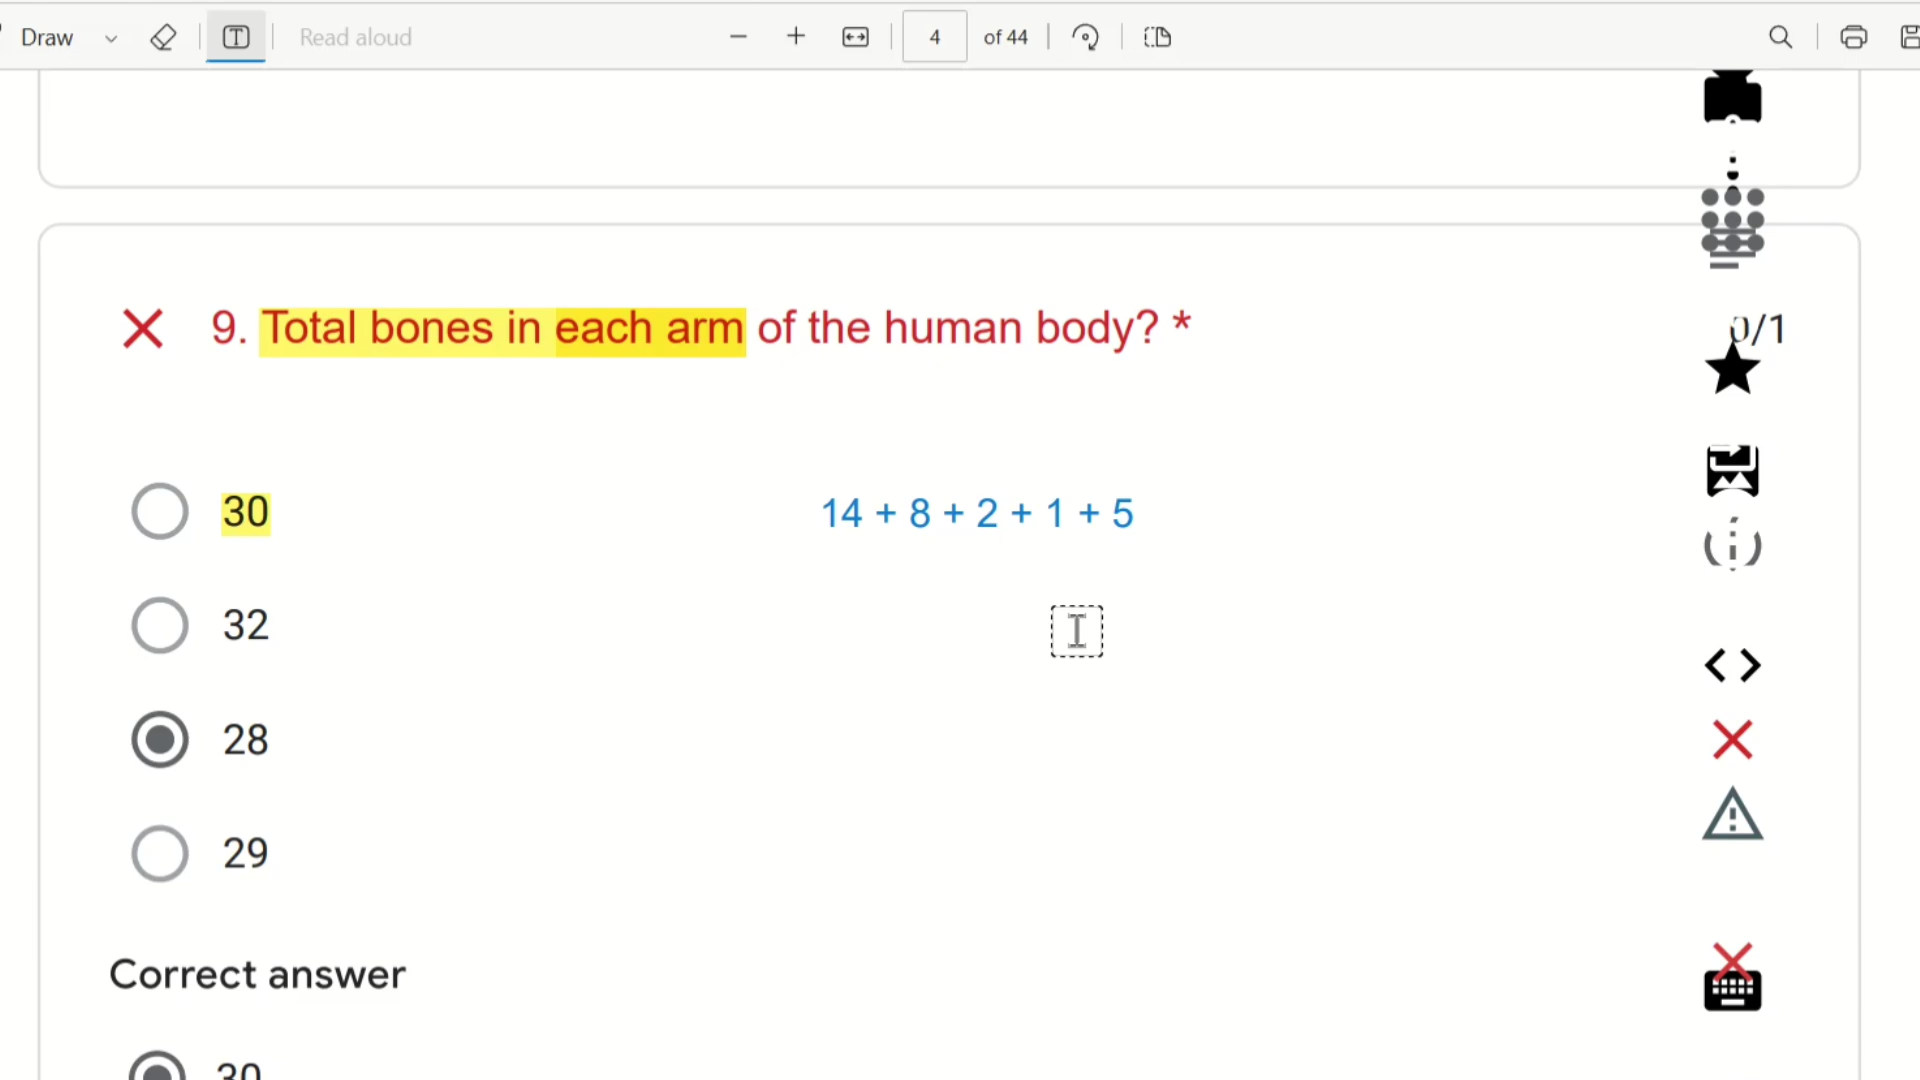 Draw Read aloud 4 of 44
9. Total bones in each arm of the human body? * 0/1
30 14 + 8 + 2 + 1 + 5
32
28
29
Correct answer
30